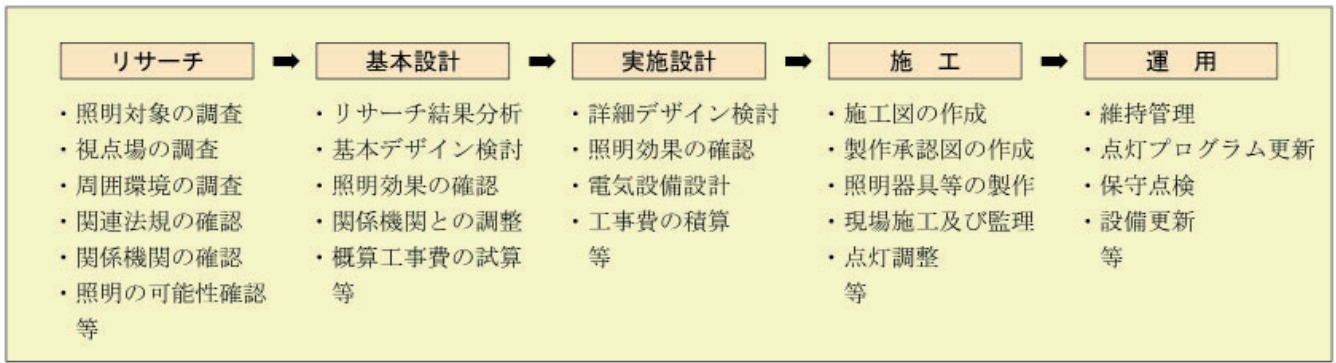 リサーチ ➡ 基本設計 ➡ 実施設計 ➡ 施 工 ➡ 運 用
・照明対象の調査
・視点場の調査
・周囲環境の調査
・関連法規の確認
・関係機関の確認
・照明の可能性確認
等
・リサーチ結果分析
・基本デザイン検討
・照明効果の確認
・関係機関との調整
・概算工事費の試算
等
・詳細デザイン検討
・照明効果の確認
・電気設備設計
・工事費の積算
等
・施工図の作成
・製作承認図の作成
・照明器具等の製作
・現場施工及び監理
・点灯調整
等
・維持管理
・点灯プログラム更新
・保守点検
・設備更新
等